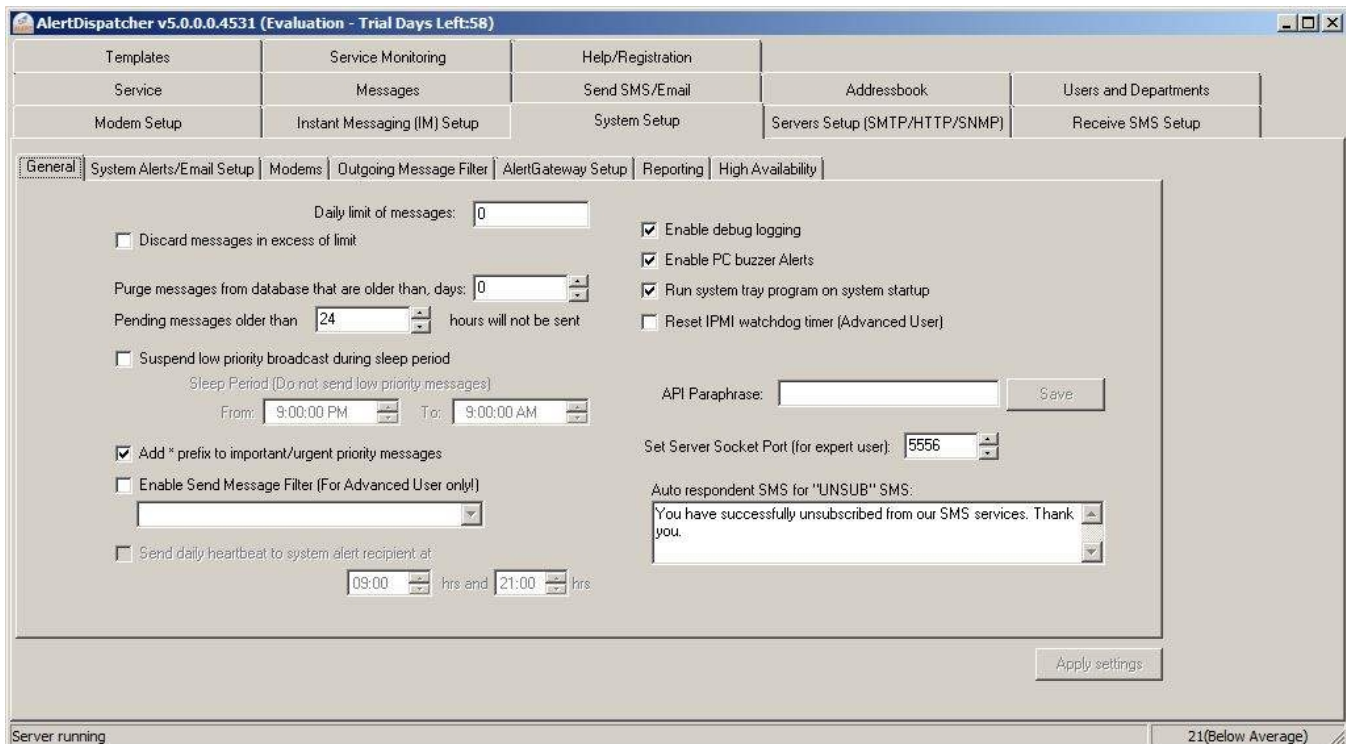 AlertDispatcher v5.0.0.0.4531 (Evaluation - Trial Days Left:58)
Templates Service Monitoring Help/Registration
Service Messages Send SMS/Email Addressbook Users and Departments
Modem Setup Instant Messaging (IM) Setup System Setup Servers Setup (SMTP/HTTP/SNMP) Receive SMS Setup
General System Alerts/Email Setup Modems Outgoing Message Filter AlertGateway Setup Reporting High Availability
Daily limit of messages: 0
Discard messages in excess of limit
Purge messages from database that are older than, days: 0
Pending messages older than 24 hours will not be sent
Suspend low priority broadcast during sleep period
Sleep Period (Do not send low priority messages)
From: 9:00:00 PM To: 9:00:00 AM
Add * prefix to important/urgent priority messages
Enable Send Message Filter (For Advanced User only!)
Send daily heartbeat to system alert recipient at
09:00 hrs and 21:00 hrs
Enable debug logging
Enable PC buzzer Alerts
Run system tray program on system startup
Reset IPMI watchdog timer (Advanced User)
API Paraphrase: Save
Set Server Socket Port (for expert user): 5556
Auto respondent SMS for "UNSUB" SMS:
You have successfully unsubscribed from our SMS services. Thank
you.
Apply settings
Server running 21(Below Average)